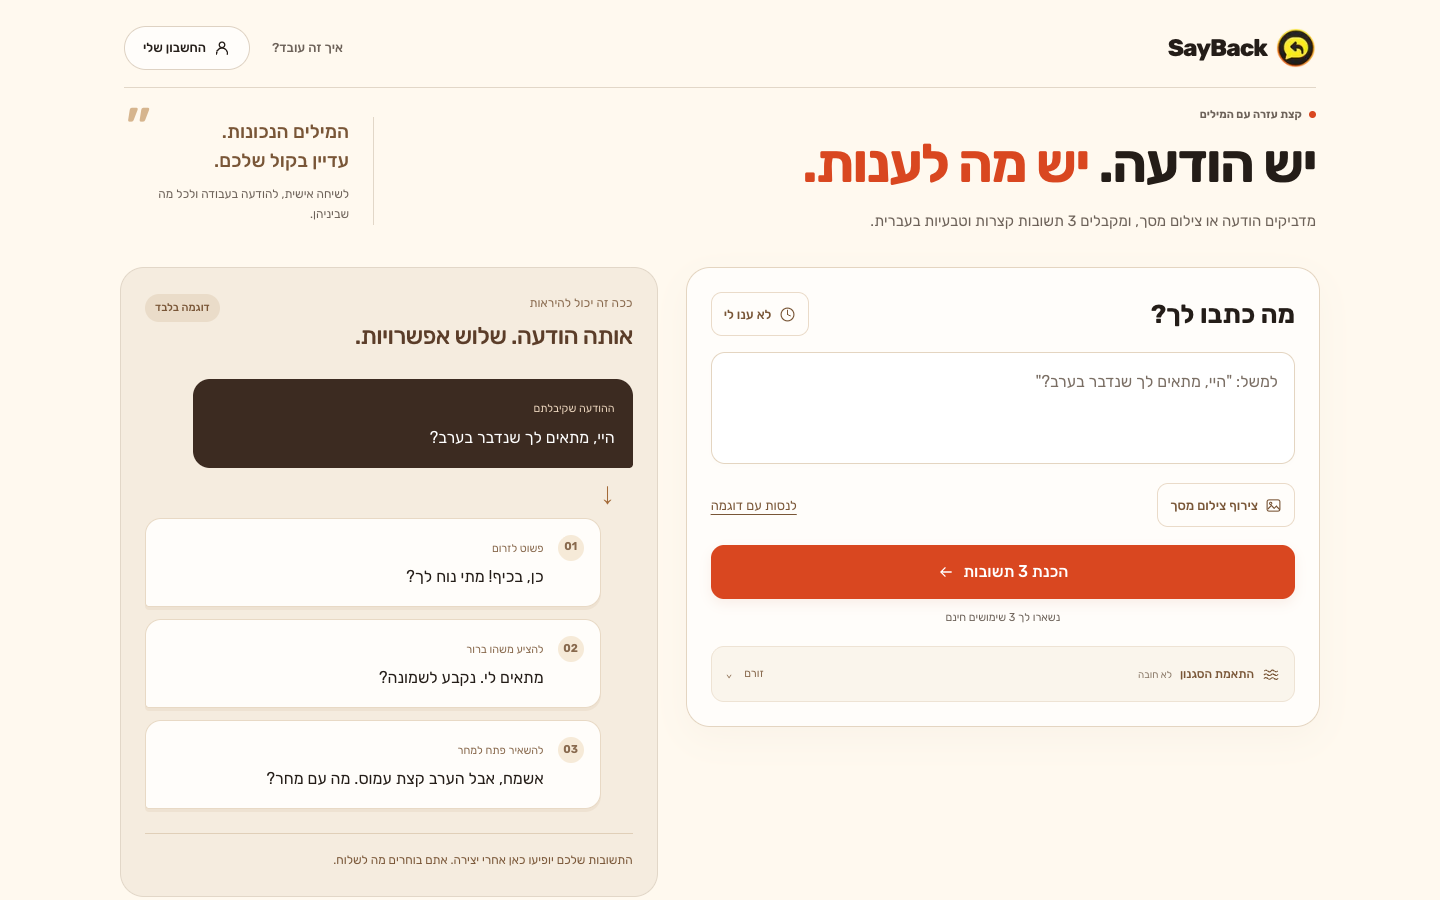 SayBack
איך זה עובד?
החשבון שלי
קצת עזרה עם המילים
יש הודעה. יש מה לענות.
מדביקים הודעה או צילום מסך, ומקבלים 3 תשובות קצרות וטבעיות בעברית.
"
המילים הנכונות.
עדיין בקול שלכם.
לשיחה אישית, להודעה בעבודה ולכל מה
שביניהן.
מה כתבו לך?
לא ענו לי
למשל: "היי, מתאים לך שנדבר בערב?"
צירוף צילום מסך
לנסות עם דוגמה
הכנת 3 תשובות ←
נשארו לך 3 שימושים חינם
התאמת הסגנון לא חובה
זורם
ככה זה יכול להיראות
דוגמה בלבד
אותה הודעה. שלוש אפשרויות.
ההודעה שקיבלתם
היי, מתאים לך שנדבר בערב?
↓
01
פשוט לזרום
כן, בכיף! מתי נוח לך?
02
להציע משהו ברור
מתאים לי. נקבע לשמונה?
03
להשאיר פתח למחר
אשמח, אבל הערב קצת עמוס. מה עם מחר?
התשובות שלכם יופיעו כאן אחרי יצירה. אתם בוחרים מה לשלוח.